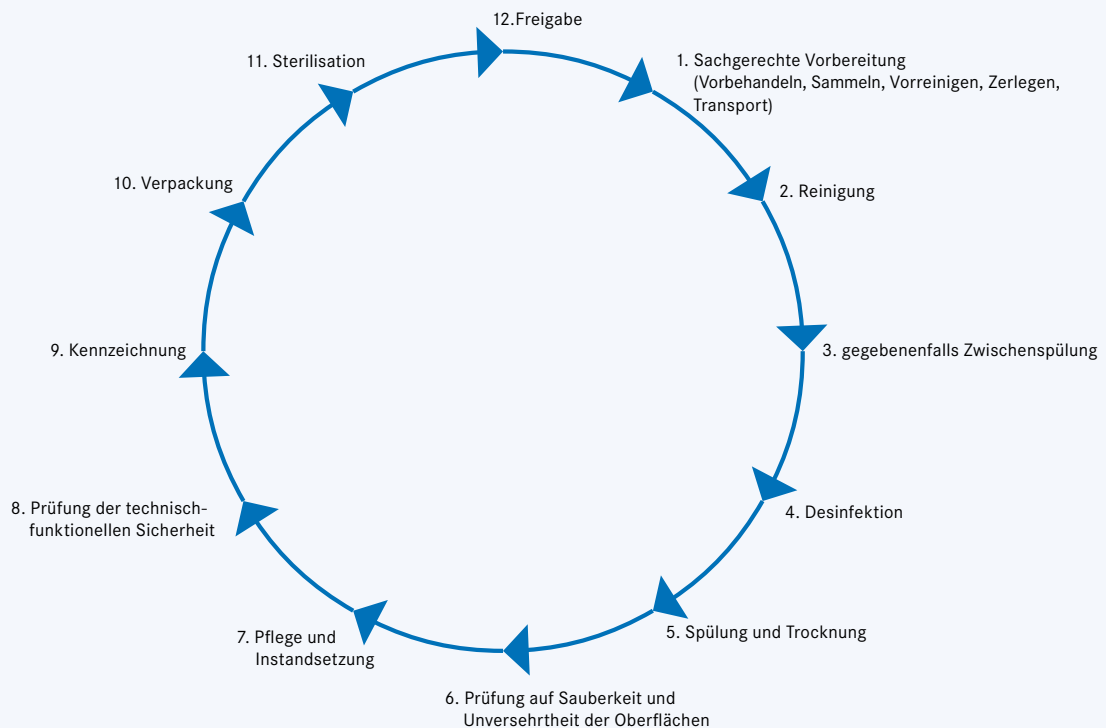 12.Freigabe
1. Sachgerechte Vorbereitung
(Vorbehandeln, Sammeln, Vorreinigen, Zerlegen,
Transport)
2. Reinigung
3. gegebenenfalls Zwischenspülung
4. Desinfektion
5. Spülung und Trocknung
6. Prüfung auf Sauberkeit und
Unversehrtheit der Oberflächen
7. Pflege und
Instandsetzung
8. Prüfung der technisch-
funktionellen Sicherheit
9. Kennzeichnung
10. Verpackung
11. Sterilisation